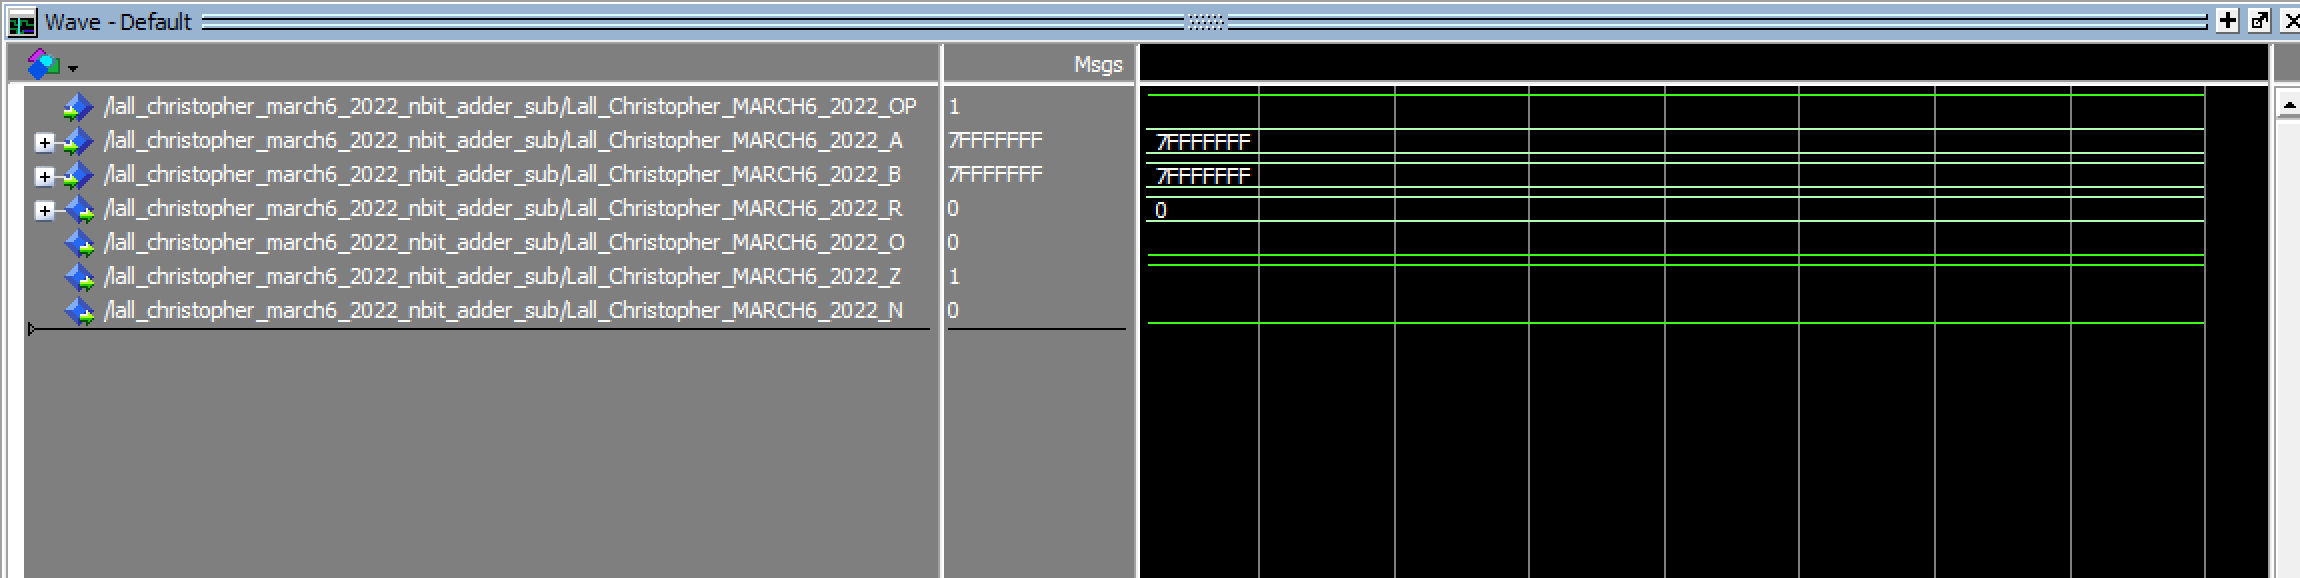 Wave - Default
Msgs
/lall_christopher_march6_2022_nbit_adder_sub/Lall_Christopher_MARCH6_2022_OP 1
/lall_christopher_march6_2022_nbit_adder_sub/Lall_Christopher_MARCH6_2022_A 7FFFFFFF 7FFFFFFF
/lall_christopher_march6_2022_nbit_adder_sub/Lall_Christopher_MARCH6_2022_B 7FFFFFFF 7FFFFFFF
/lall_christopher_march6_2022_nbit_adder_sub/Lall_Christopher_MARCH6_2022_R 0 0
/lall_christopher_march6_2022_nbit_adder_sub/Lall_Christopher_MARCH6_2022_O 0
/lall_christopher_march6_2022_nbit_adder_sub/Lall_Christopher_MARCH6_2022_Z 1
/lall_christopher_march6_2022_nbit_adder_sub/Lall_Christopher_MARCH6_2022_N 0